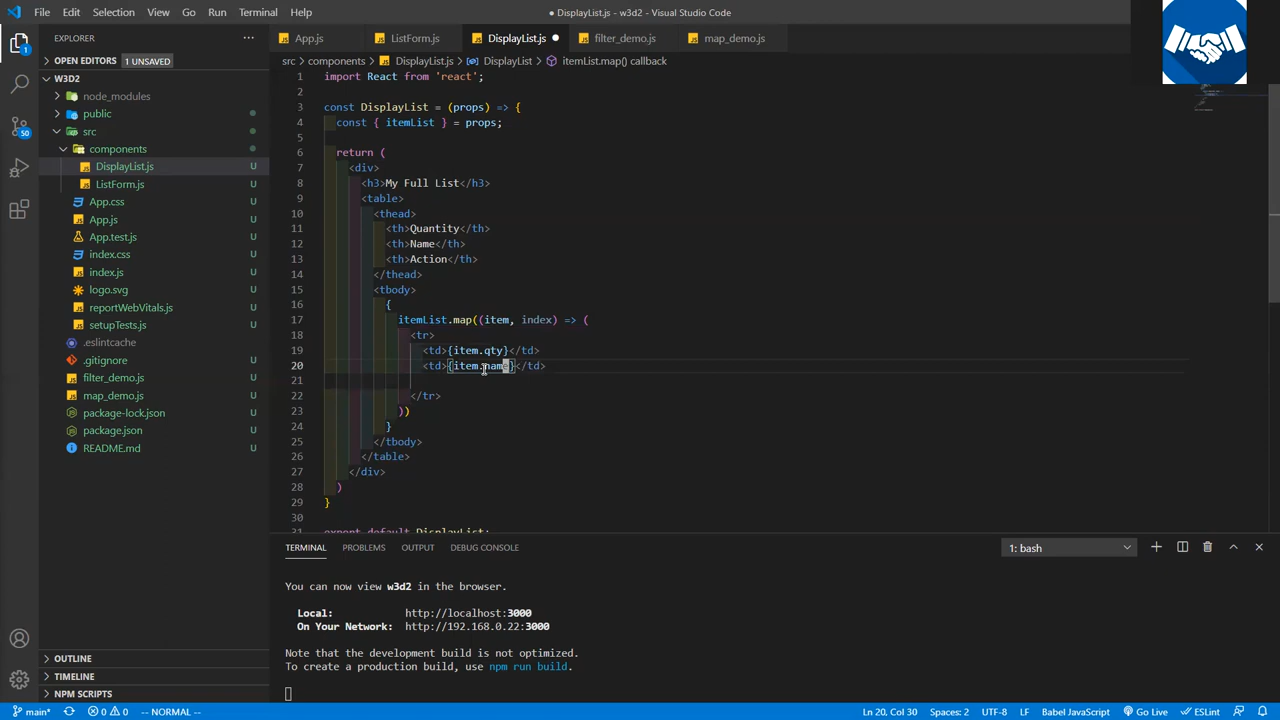 File Edit Selection View Go Run Terminal Help
● DisplayList.js - w3d2 - Visual Studio Code
EXPLORER
OPEN EDITORS 1 UNSAVED
W3D2
node_modules
public
src
components
DisplayList.js U
ListForm.js U
App.css U
App.js U
App.test.js U
index.css U
index.js U
logo.svg U
reportWebVitals.js U
setupTests.js U
.eslintcache
.gitignore U
filter_demo.js U
map_demo.js U
package-lock.json U
package.json U
README.md U
OUTLINE
TIMELINE
NPM SCRIPTS
1
50
App.js ListForm.js DisplayList.js ● filter_demo.js map_demo.js
src > components > DisplayList.js > DisplayList > itemList.map() callback
1 import React from 'react';
2
3 const DisplayList = (props) => {
4 const { itemList } = props;
5
6 return (
7 <div>
8 <h3>My Full List</h3>
9 <table>
10 <thead>
11 <th>Quantity</th>
12 <th>Name</th>
13 <th>Action</th>
14 </thead>
15 <tbody>
16 {
17 itemList.map((item, index) => (
18 <tr>
19 <td>{item.qty}</td>
20 <td>{item.name}</td>
21
22 </tr>
23 ))
24 }
25 </tbody>
26 </table>
27 </div>
28 )
29 }
30
31 export default DisplayList;
TERMINAL PROBLEMS OUTPUT DEBUG CONSOLE
1: bash
You can now view w3d2 in the browser.
Local: http://localhost:3000
On Your Network: http://192.168.0.22:3000
Note that the development build is not optimized.
To create a production build, use npm run build.
main* 0 0 -- NORMAL --
Ln 20, Col 30 Spaces: 2 UTF-8 LF Babel JavaScript Go Live ESLint